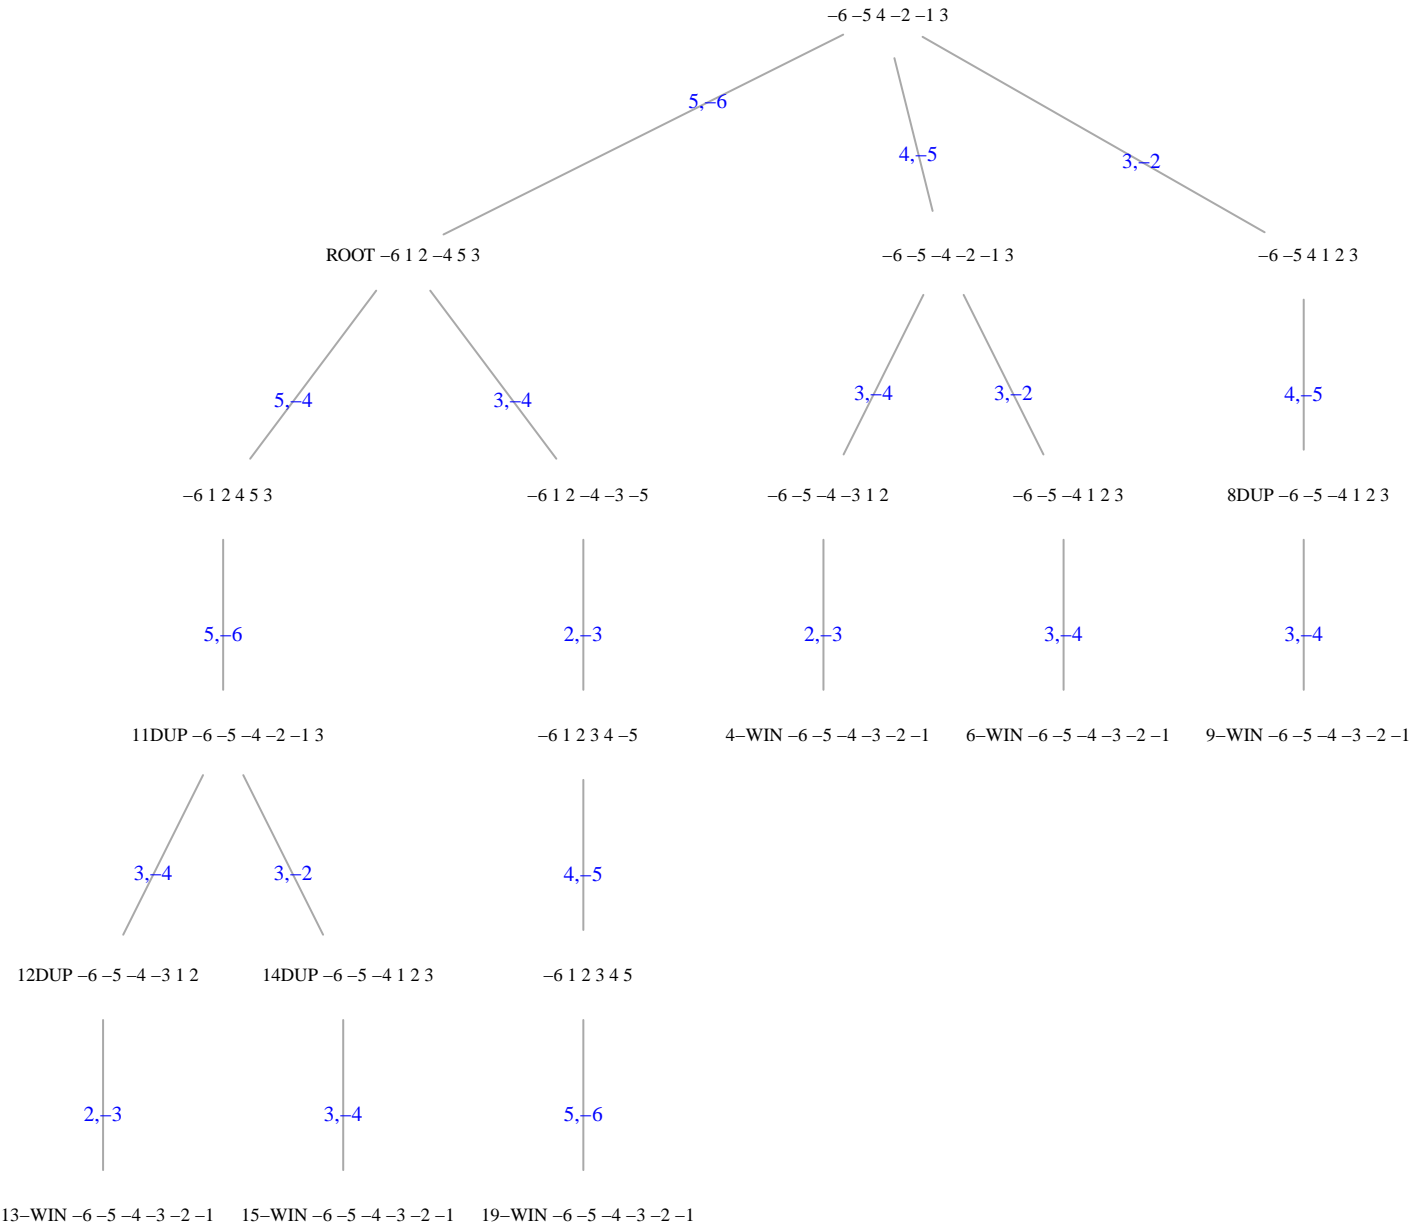 –6 –5 4 –2 –1 3
5,–6
4,–5
3,–2
ROOT –6 1 2 –4 5 3
–6 –5 –4 –2 –1 3
–6 –5 4 1 2 3
5,–4
3,–4
3,–4
3,–2
4,–5
–6 1 2 4 5 3
–6 1 2 –4 –3 –5
–6 –5 –4 –3 1 2
–6 –5 –4 1 2 3
8DUP –6 –5 –4 1 2 3
5,–6
2,–3
2,–3
3,–4
3,–4
11DUP –6 –5 –4 –2 –1 3
–6 1 2 3 4 –5
4–WIN –6 –5 –4 –3 –2 –1
6–WIN –6 –5 –4 –3 –2 –1
9–WIN –6 –5 –4 –3 –2 –1
3,–4
3,–2
4,–5
12DUP –6 –5 –4 –3 1 2
14DUP –6 –5 –4 1 2 3
–6 1 2 3 4 5
2,–3
3,–4
5,–6
13–WIN –6 –5 –4 –3 –2 –1
15–WIN –6 –5 –4 –3 –2 –1
19–WIN –6 –5 –4 –3 –2 –1